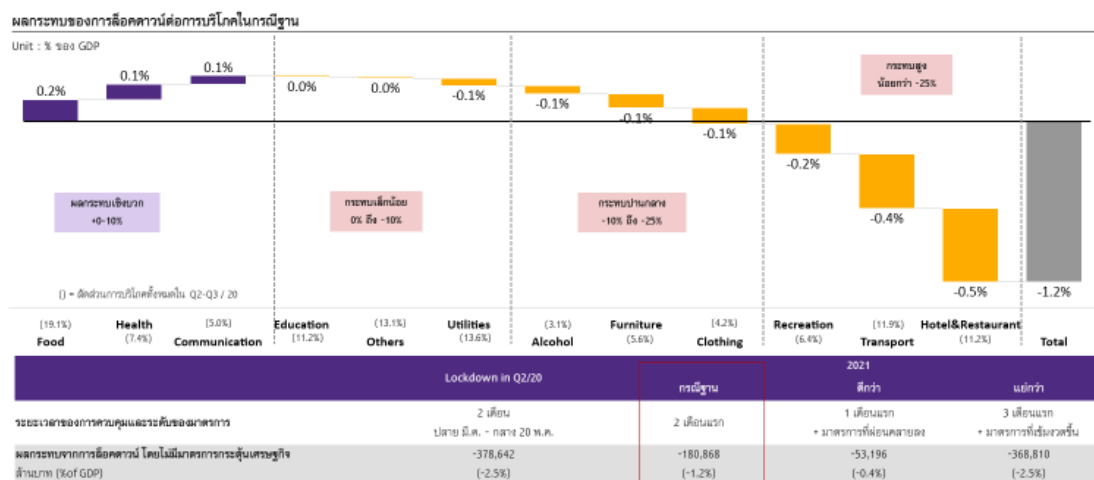 ผลกระทบของการล็อคดาวน์ต่อการบริโภคในกรณีฐาน
Unit : % ของ GDP
0.2%
0.1%
0.1%
0.0%
0.0%
-0.1%
-0.1%
-0.1%
-0.1%
-0.2%
-0.4%
-0.5%
-1.2%
กระทบสูง
น้อยกว่า -25%
ผลกระทบเชิงบวก
+0-10%
กระทบเล็กน้อย
0% ถึง -10%
กระทบปานกลาง
-10% ถึง -25%
() = สัดส่วนการบริโภคทั้งหมดใน Q2-Q3 / 20
(19.1%) Food
Health (7.4%)
(5.0%) Communication
Education (11.2%)
(13.1%) Others
Utilities (13.6%)
(3.1%) Alcohol
Furniture (5.6%)
(4.2%) Clothing
Recreation (6.4%)
(11.9%) Transport
Hotel&Restaurant (11.2%)
Total
Lockdown in Q2/20
2021
กรณีฐาน ดีกว่า แย่กว่า
ระยะเวลาของการควบคุมและระดับของมาตรการ
2 เดือน
ปลาย มี.ค. - กลาง 20 พ.ค.
2 เดือนแรก
1 เดือนแรก
+ มาตรการที่ผ่อนคลายลง
3 เดือนแรก
+ มาตรการที่เข้มงวดขึ้น
ผลกระทบจากการล็อคดาวน์ โดยไม่มีมาตรการกระตุ้นเศรษฐกิจ
ล้านบาท (%of GDP)
-378,642
(-2.5%)
-180,868
(-1.2%)
-53,196
(-0.4%)
-368,810
(-2.5%)